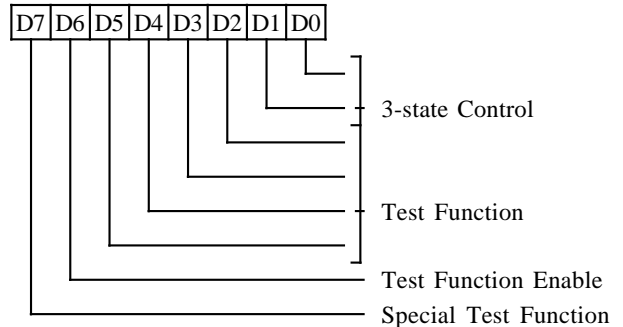 D7 D6 D5 D4 D3 D2 D1 D0
3-state Control
Test Function
Test Function Enable
Special Test Function